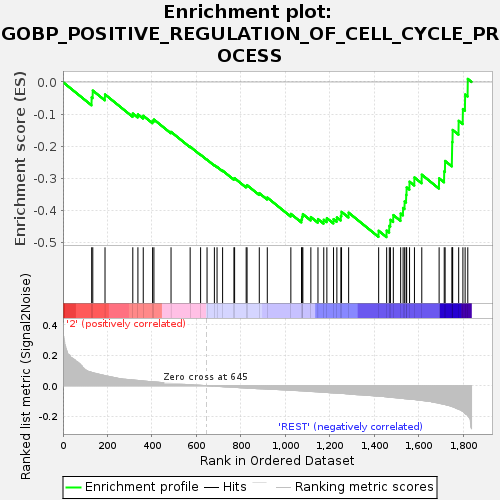 Enrichment plot:
GOBP_POSITIVE_REGULATION_OF_CELL_CYCLE_PR
OCESS
Enrichment score (ES)
0.0
-0.1
-0.2
-0.3
-0.4
-0.5
'2' (positively correlated)
Ranked list metric (Signal2Noise)
0.4
0.2
0.0
-0.2
Zero cross at 645
'REST' (negatively correlated)
0 200 400 600 800 1,000 1,200 1,400 1,600 1,800
Rank in Ordered Dataset
Enrichment profile Hits Ranking metric scores